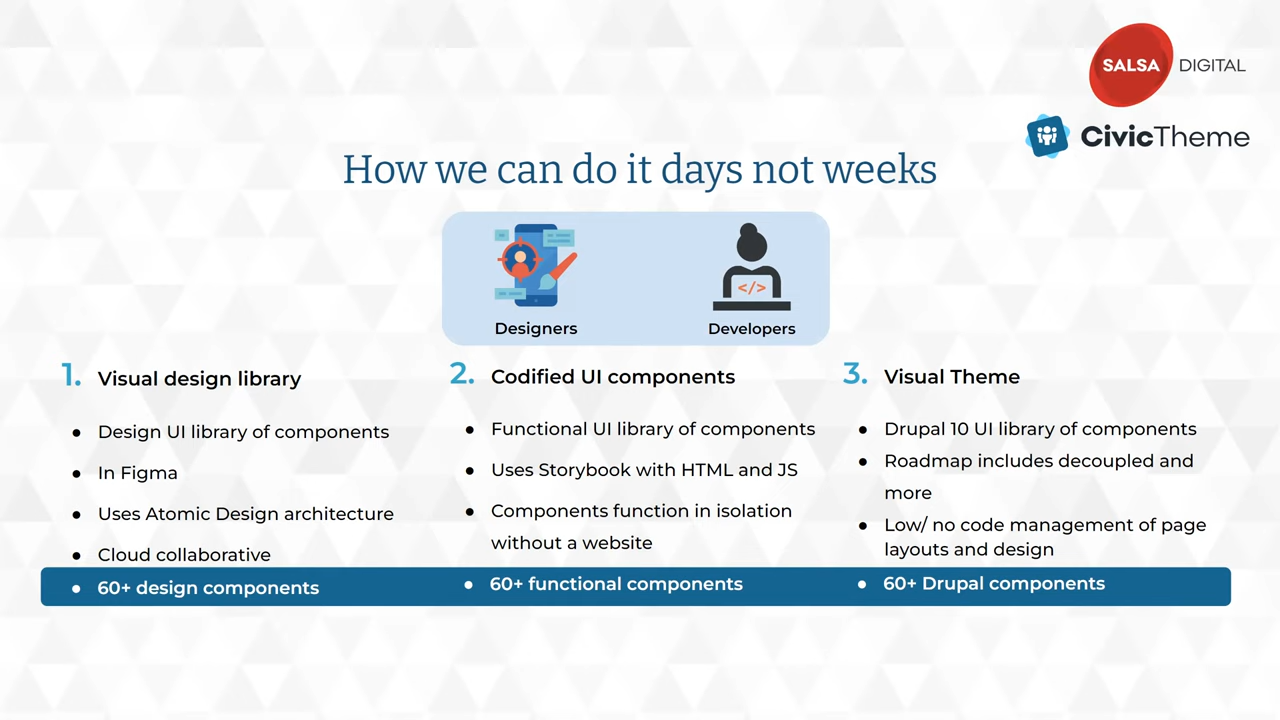 SALSA DIGITAL
CivicTheme
How we can do it days not weeks
</>
Designers
Developers
1. Visual design library
● Design UI library of components
● In Figma
● Uses Atomic Design architecture
● Cloud collaborative
● 60+ design components
2. Codified UI components
● Functional UI library of components
● Uses Storybook with HTML and JS
● Components function in isolation
without a website
● 60+ functional components
3. Visual Theme
● Drupal 10 UI library of components
● Roadmap includes decoupled and
more
● Low/ no code management of page
layouts and design
● 60+ Drupal components